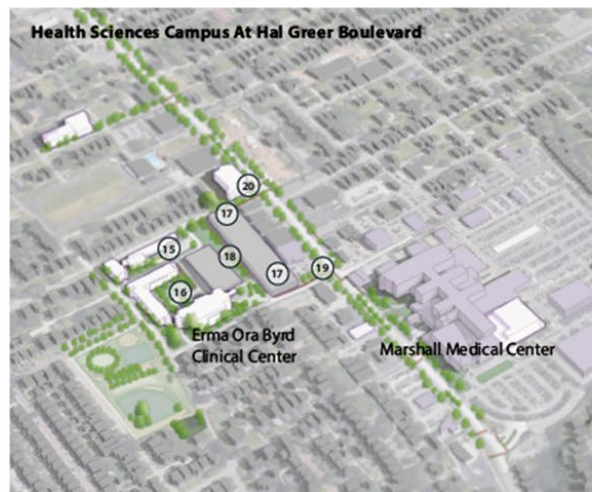 Health Sciences Campus At Hal Greer Boulevard
20
17
15
18
19
17
16
Erma Ora Byrd
Clinical Center
Marshall Medical Center